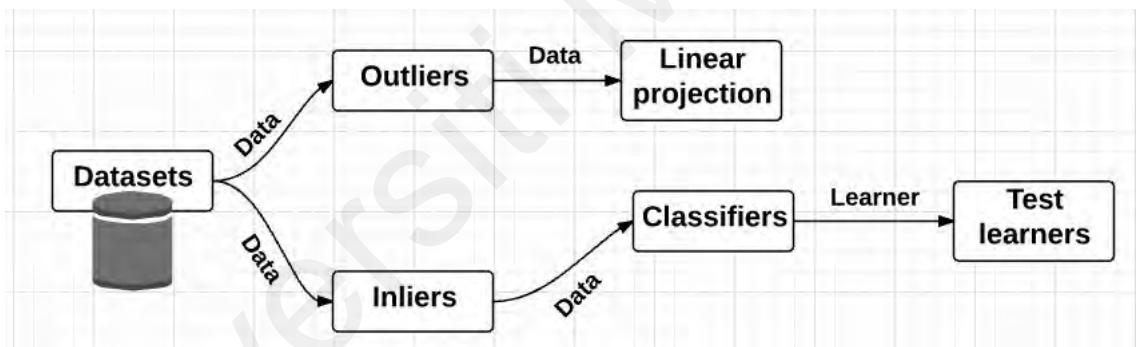 Outliers
Data
Linear
projection
Data
Datasets
Data
Inliers
Data
Classifiers
Learner
Test
learners